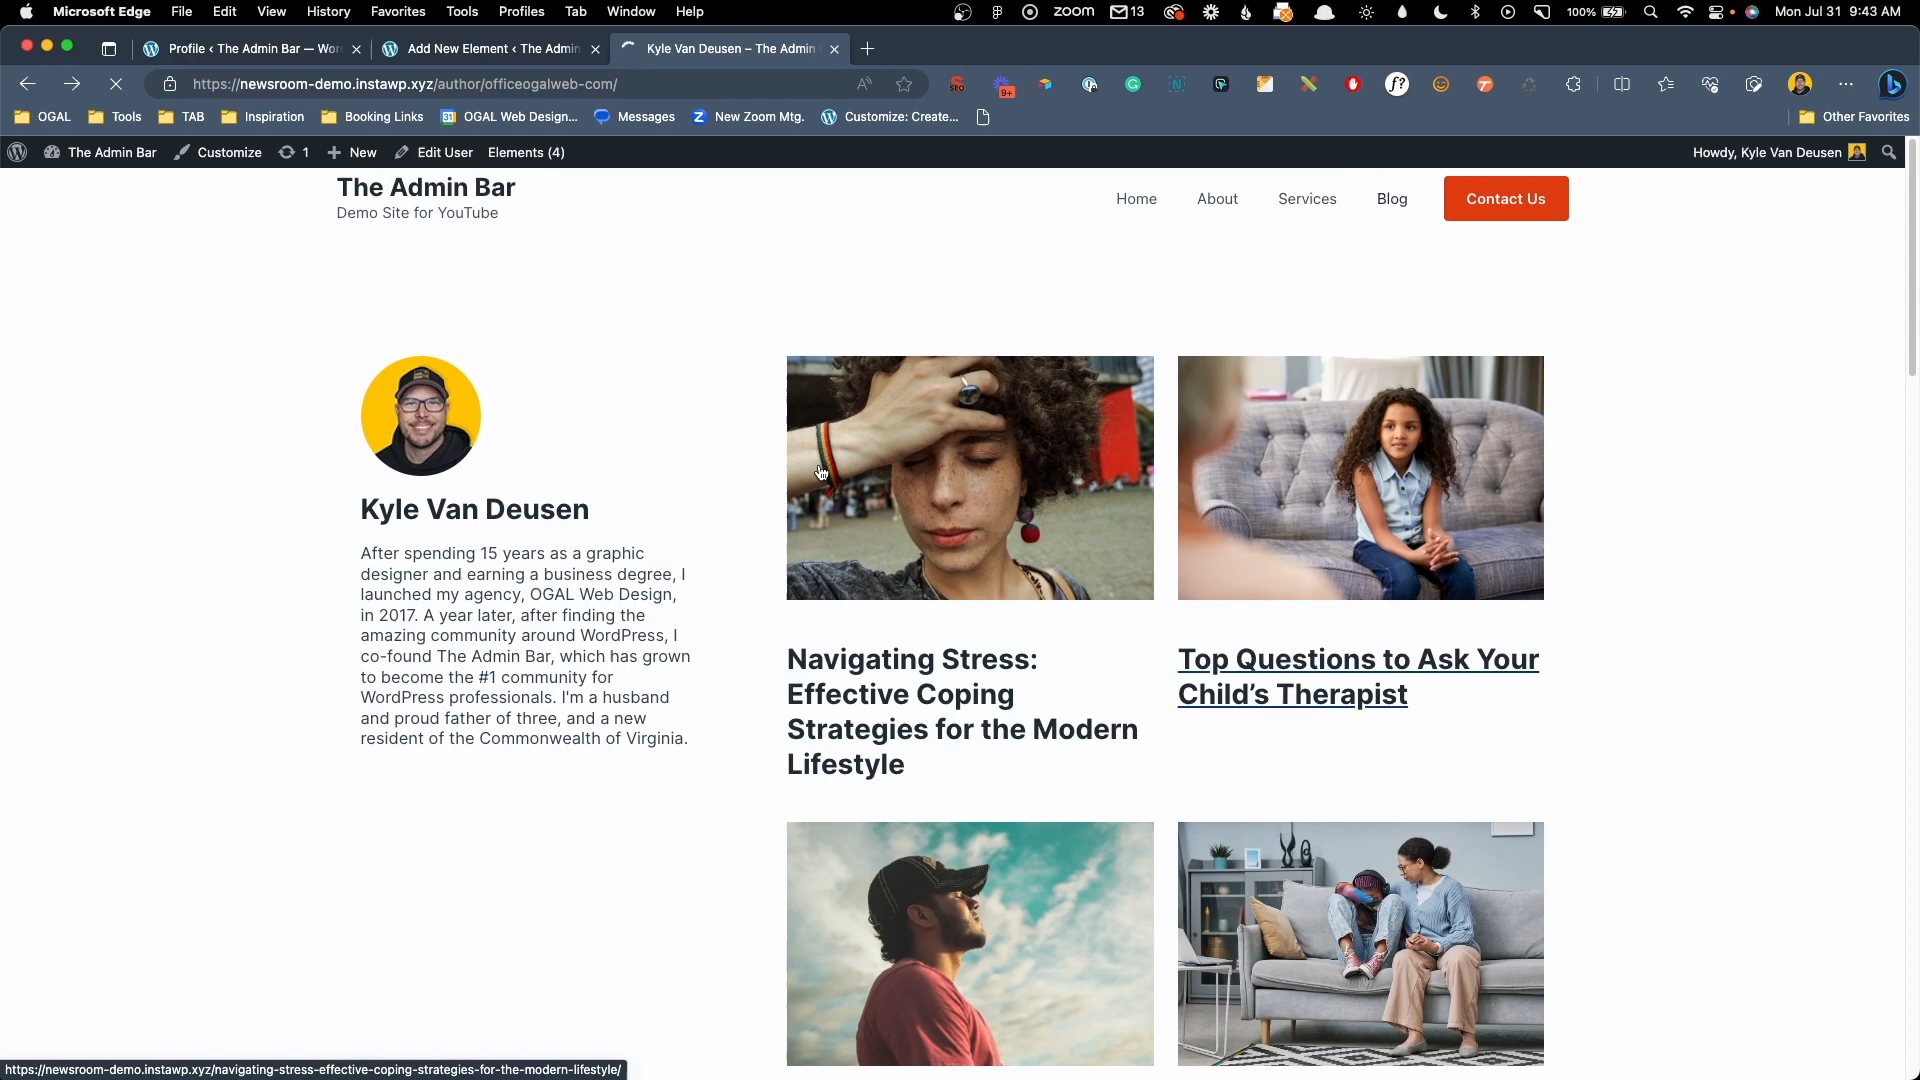 Microsoft Edge File Edit View History Favorites Tools Profiles Tab Window Help zoom 13 100% Mon Jul 31 9:43 AM
Profile ‹ The Admin Bar — Wor
Add New Element ‹ The Admin
Kyle Van Deusen – The Admin
https://newsroom-demo.instawp.xyz/author/officeogalweb-com/
SEO
9+
f?
OGAL Tools TAB Inspiration Booking Links OGAL Web Design... Messages New Zoom Mtg. Customize: Create... Other Favorites
The Admin Bar Customize 1 New Edit User Elements (4) Howdy, Kyle Van Deusen
The Admin Bar
Demo Site for YouTube
Home About Services Blog Contact Us
Kyle Van Deusen
After spending 15 years as a graphic
designer and earning a business degree, I
launched my agency, OGAL Web Design,
in 2017. A year later, after finding the
amazing community around WordPress, I
co-found The Admin Bar, which has grown
to become the #1 community for
WordPress professionals. I'm a husband
and proud father of three, and a new
resident of the Commonwealth of Virginia.
Navigating Stress:
Effective Coping
Strategies for the Modern
Lifestyle
Top Questions to Ask Your
Child's Therapist
https://newsroom-demo.instawp.xyz/navigating-stress-effective-coping-strategies-for-the-modern-lifestyle/